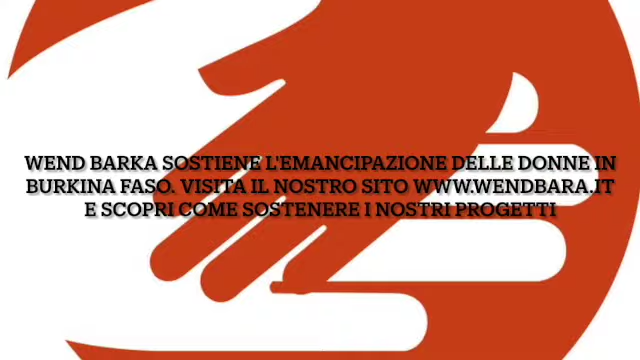 WEND BARKA SOSTIENE L'EMANCIPAZIONE DELLE DONNE IN
BURKINA FASO. VISITA IL NOSTRO SITO WWW.WENDBARA.IT
E SCOPRI COME SOSTENERE I NOSTRI PROGETTI